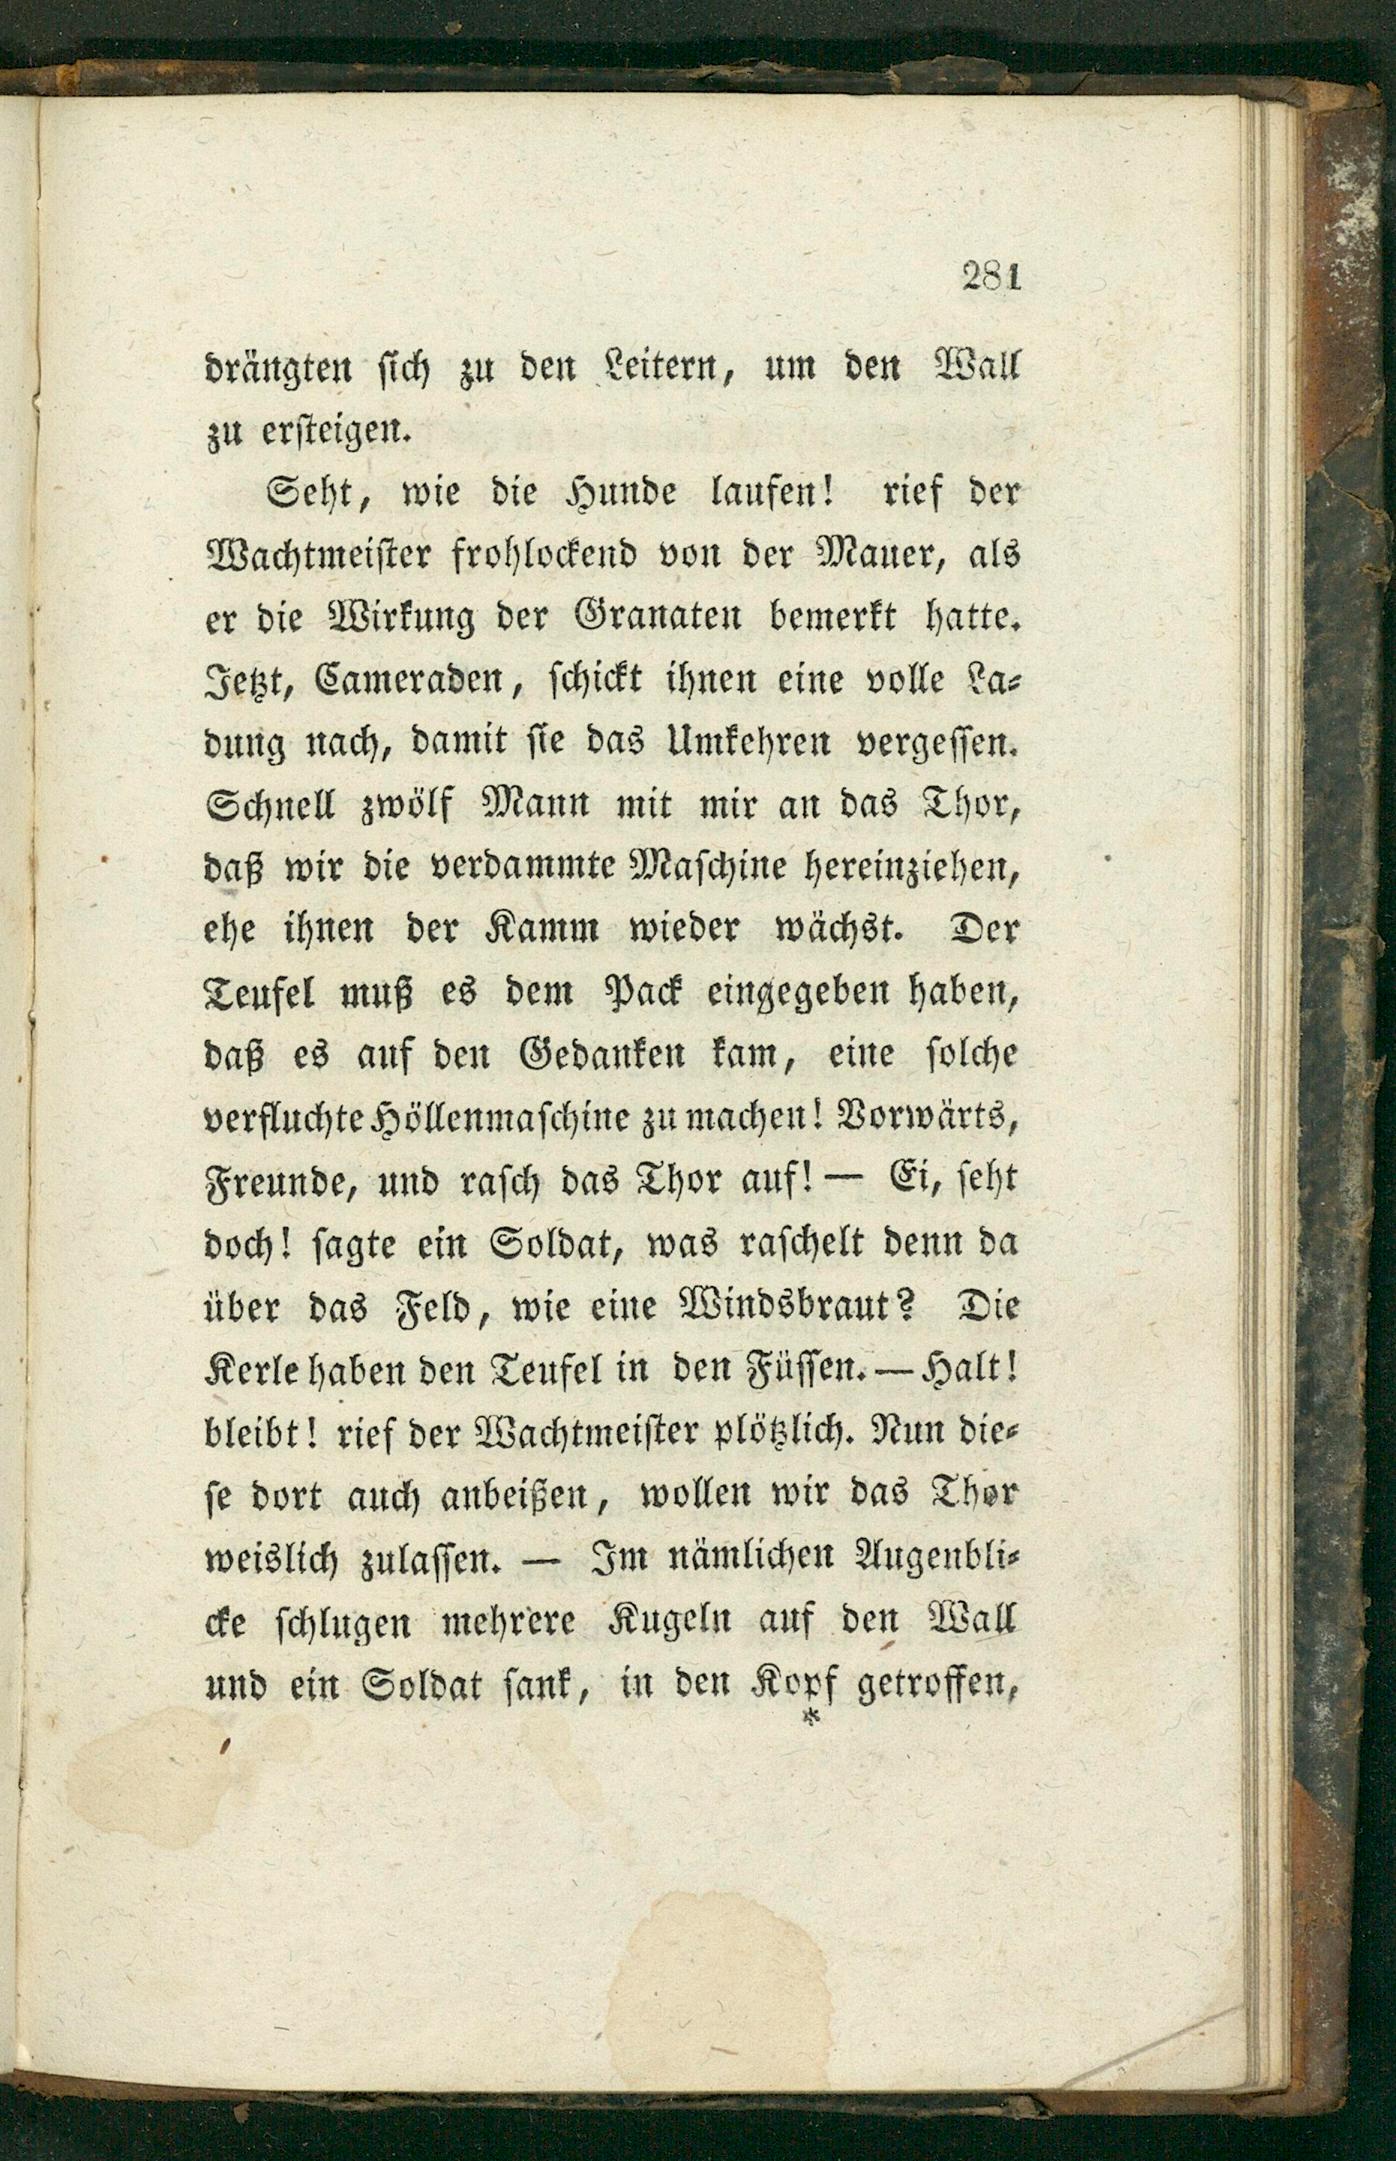 281
drängten sich zu den Leitern, um den Wall
zu ersteigen.
Seht, wie die Hunde laufen! rief der
Wachtmeister frohlockend von der Mauer, als
er die Wirkung der Granaten bemerkt hatte.
Jetzt, Cameraden, schickt ihnen eine volle La-
dung nach, damit sie das Umkehren vergessen.
Schnell zwölf Mann mit mir an das Thor,
daß wir die verdammte Maschine hereinziehen,
ehe ihnen der Kamm wieder wächst. Der
Teufel muß es dem Pack eingegeben haben,
daß es auf den Gedanken kam, eine solche
verfluchte Höllenmaschine zu machen! Vorwärts,
Freunde, und rasch das Thor auf! — Ei, seht
doch! sagte ein Soldat, was raschelt denn da
über das Feld, wie eine Windsbraut? Die
Kerle haben den Teufel in den Füssen. — Halt!
bleibt! rief der Wachtmeister plötzlich. Nun die-
se dort auch anbeißen, wollen wir das Thor
weislich zulassen. — Im nämlichen Augenbli-
cke schlugen mehrere Kugeln auf den Wall
und ein Soldat sank, in den Kopf getroffen,
*